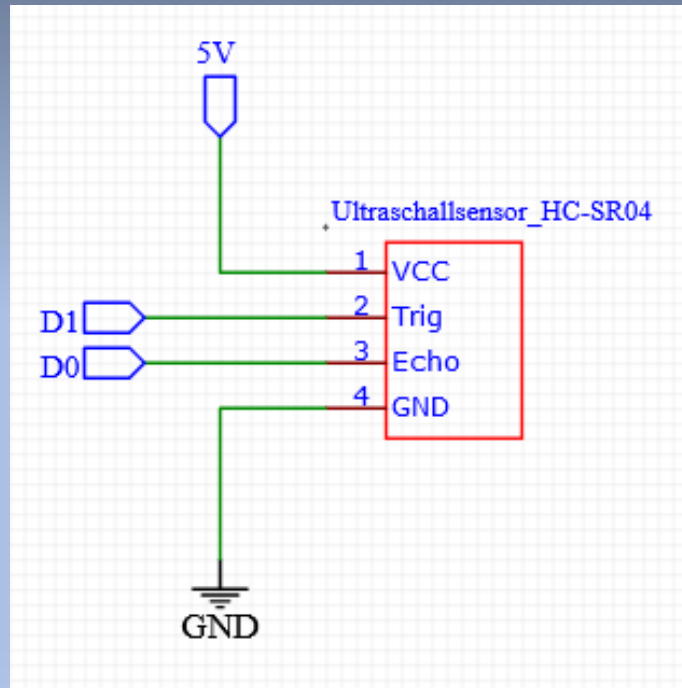 5V
Ultraschallsensor_HC-SR04
1 VCC
D1 2 Trig
D0 3 Echo
4 GND
GND